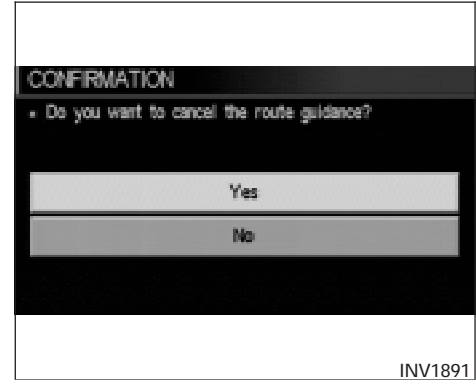 CONFIRMATION
• Do you want to cancel the route guidance?
Yes
No
INV1891